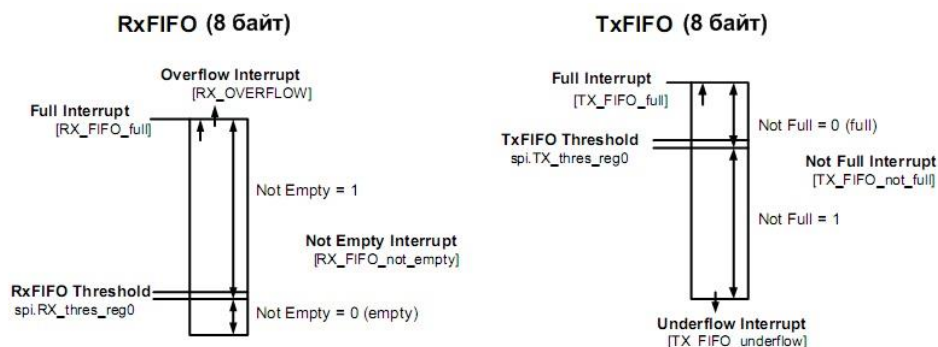 RxFIFO (8 байт)
Overflow Interrupt
[RX_OVERFLOW]
Full Interrupt
[RX_FIFO_full]
Not Empty = 1
Not Empty Interrupt
[RX_FIFO_not_empty]
RxFIFO Threshold
spi.RX_thres_reg0
Not Empty = 0 (empty)
TxFIFO (8 байт)
Full Interrupt
[TX_FIFO_full]
Not Full = 0 (full)
TxFIFO Threshold
spi.TX_thres_reg0
Not Full Interrupt
[TX_FIFO_not_full]
Not Full = 1
Underflow Interrupt
[TX_FIFO_underflow]